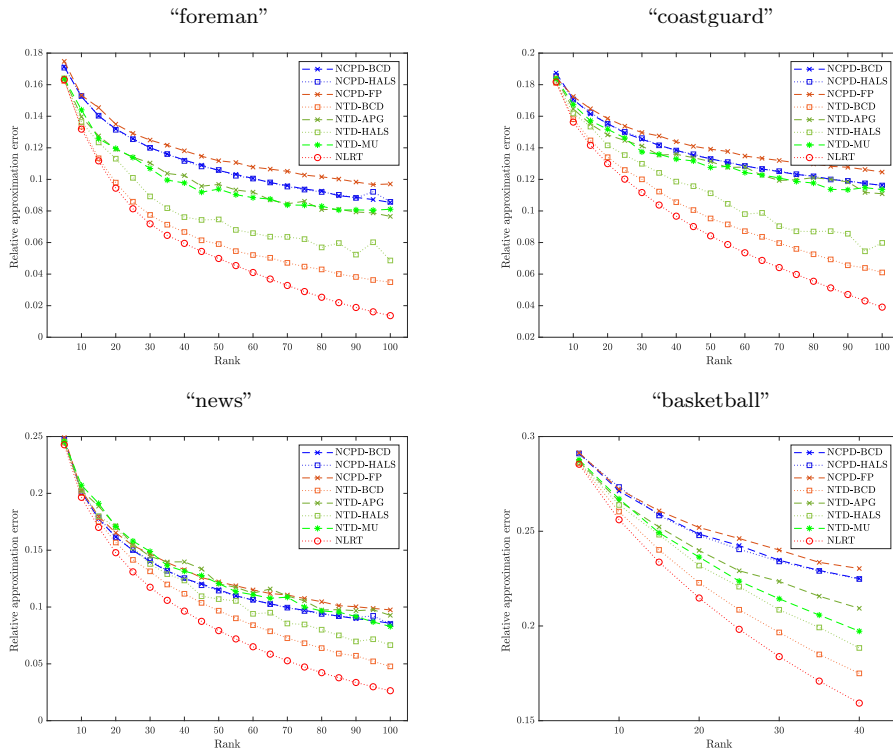 “foreman”
0.18
0.16
0.14
0.12
0.1
0.08
0.06
0.04
0.02
0
10 20 30 40 50 60 70 80 90 100
Rank
Relative approximation error
NCPD-BCD
NCPD-HALS
NCPD-FP
NTD-BCD
NTD-APG
NTD-HALS
NTD-MU
NLRT
“coastguard”
0.2
0.18
0.16
0.14
0.12
0.1
0.08
0.06
0.04
0.02
10 20 30 40 50 60 70 80 90 100
Rank
Relative approximation error
NCPD-BCD
NCPD-HALS
NCPD-FP
NTD-BCD
NTD-APG
NTD-HALS
NTD-MU
NLRT
“news”
0.25
0.2
0.15
0.1
0.05
0
10 20 30 40 50 60 70 80 90 100
Rank
Relative approximation error
NCPD-BCD
NCPD-HALS
NCPD-FP
NTD-BCD
NTD-APG
NTD-HALS
NTD-MU
NLRT
“basketball”
0.3
0.25
0.2
0.15
10 20 30 40
Rank
Relative approximation error
NCPD-BCD
NCPD-HALS
NCPD-FP
NTD-BCD
NTD-APG
NTD-HALS
NTD-MU
NLRT